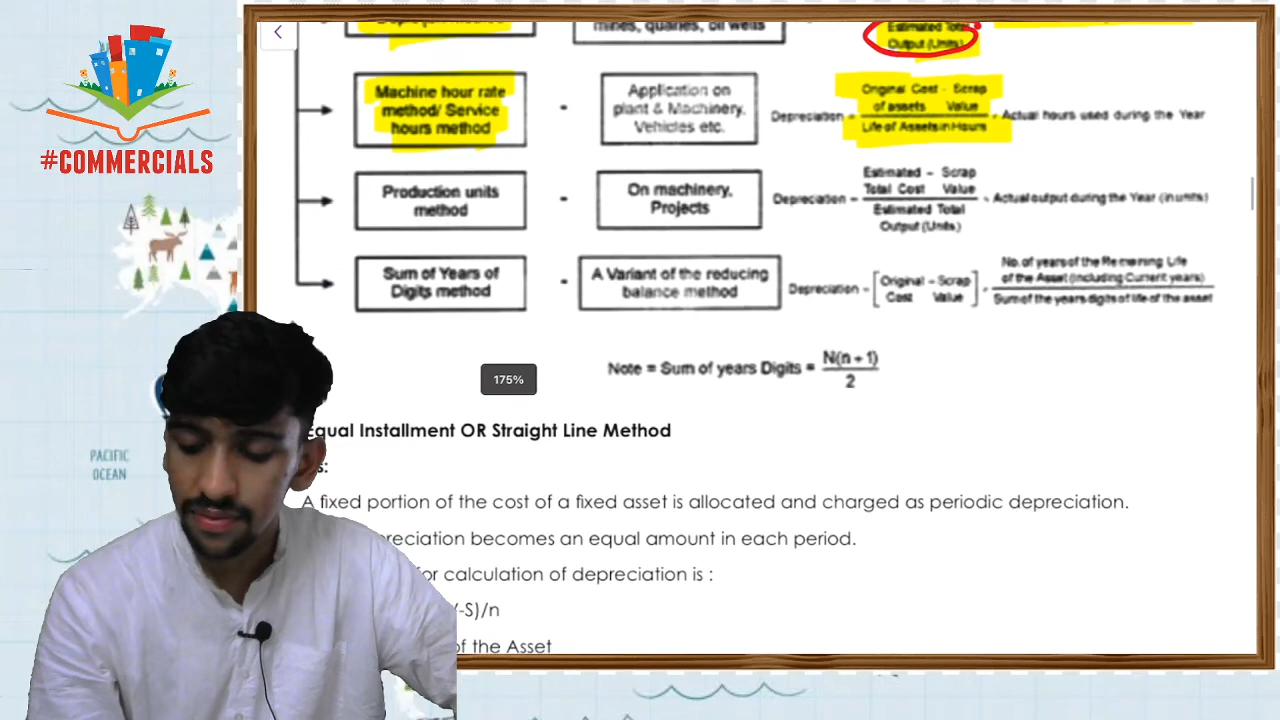 mines, quaries, oil wells
Estimated Total
Output (Units)
Machine hour rate
method/ Service
hours method
-
Application on
plant & Machinery,
Vehicles etc.
Depreciation = Original Cost - Scrap
of assets Value
Life of Assets in Hours
Actual hours used during the Year
Production units
method
-
On machinery,
Projects
Depreciation = Estimated - Scrap
Total Cost Value
Estimated Total
Output (Units)
Actual output during the Year (in units)
Sum of Years of
Digits method
-
A Variant of the reducing
balance method
Depreciation = [Original - Scrap
Cost Value]
No. of years of the Remaining Life
of the Asset (including Current years)
Sum of the years digits of life of the asset
Note = Sum of years Digits = N(n + 1)
2
175%
#COMMERCIALS
PACIFIC
OCEAN
Equal Installment OR Straight Line Method
s:
A fixed portion of the cost of a fixed asset is allocated and charged as periodic depreciation.
preciation becomes an equal amount in each period.
for calculation of depreciation is :
-S)/n
of the Asset